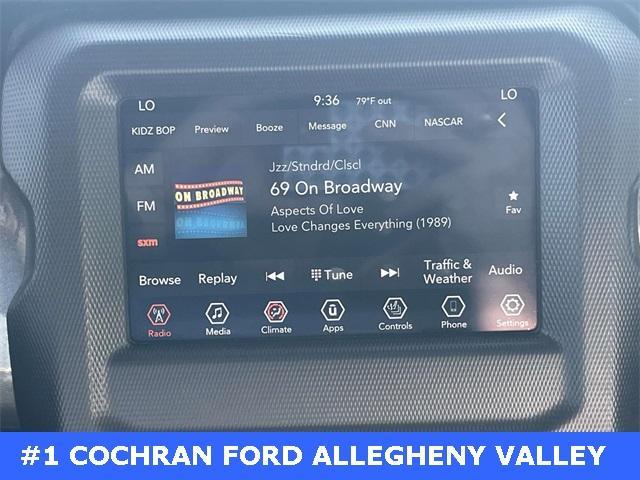 LO 9:36 79°F out LO
KIDZ BOP Preview Booze Message CNN NASCAR
AM
FM
sxm
ON BROADWAY
Jzz/Stndrd/Clscl
69 On Broadway
Aspects Of Love
Love Changes Everything (1989)
Fav
Browse Replay Tune Traffic & Weather Audio
Radio Media Climate Apps Controls Phone Settings
#1 COCHRAN FORD ALLEGHENY VALLEY